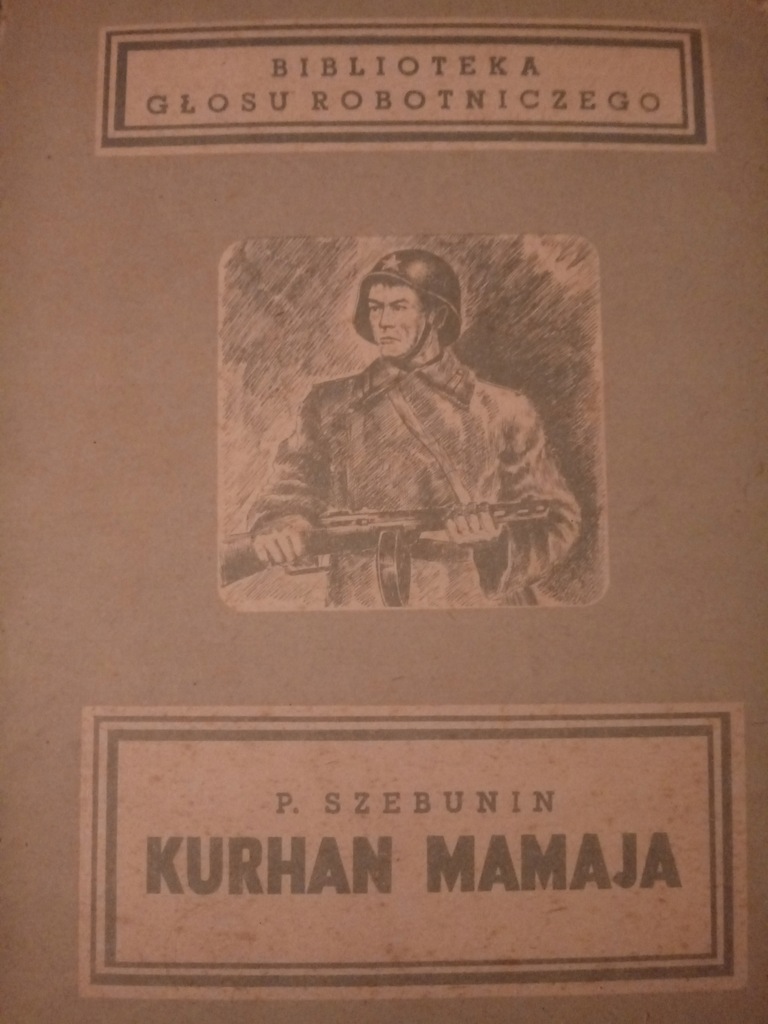 BIBLIOTEKA
GŁOSU ROBOTNICZEGO
P. SZEBUNIN
KURHAN MAMAJA